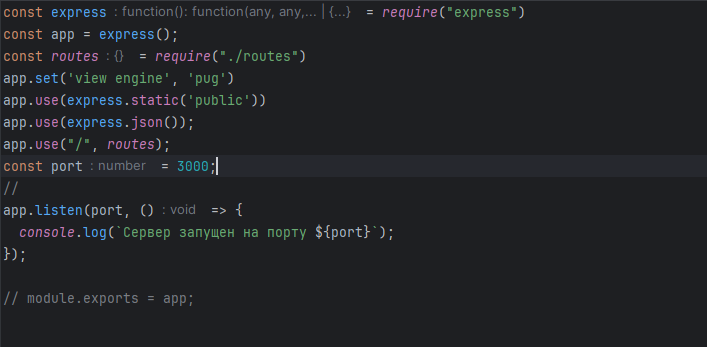 const express : function(): function(any, any,... | {...} = require("express")
const app = express();
const routes : {} = require("./routes")
app.set('view engine', 'pug')
app.use(express.static('public'))
app.use(express.json());
app.use("/", routes);
const port : number = 3000;
//
app.listen(port, () : void => {
  console.log(`Сервер запущен на порту ${port}`);
});
// module.exports = app;